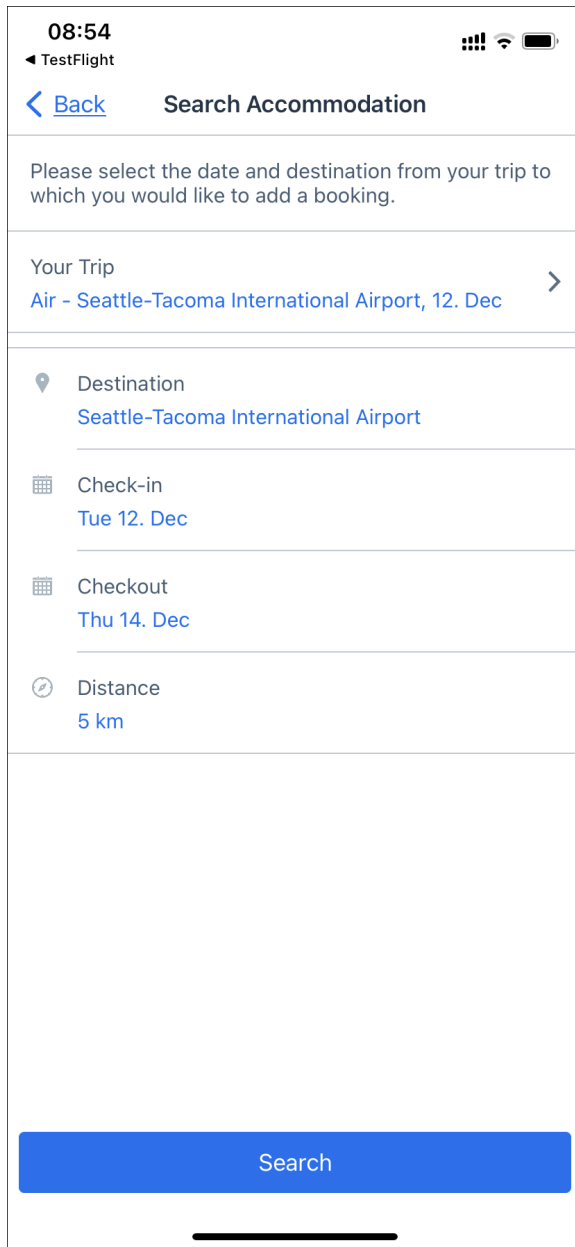 08:54
◀ TestFlight
Back
Search Accommodation
Please select the date and destination from your trip to
which you would like to add a booking.
Your Trip
Air - Seattle-Tacoma International Airport, 12. Dec
Destination
Seattle-Tacoma International Airport
Check-in
Tue 12. Dec
Checkout
Thu 14. Dec
Distance
5 km
Search